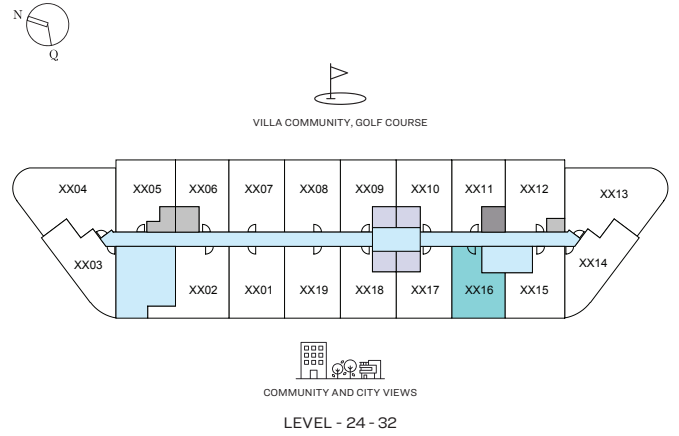 N
Q
VILLA COMMUNITY, GOLF COURSE
XX04 XX05 XX06 XX07 XX08 XX09 XX10 XX11 XX12 XX13
XX03 XX14
XX02 XX01 XX19 XX18 XX17 XX16 XX15
COMMUNITY AND CITY VIEWS
LEVEL - 24 - 32